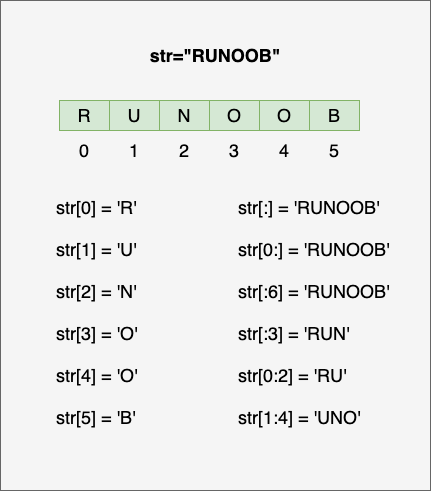 str="RUNOOB"
R U N O O B
0 1 2 3 4 5
str[0] = 'R' str[:] = 'RUNOOB'
str[1] = 'U' str[0:] = 'RUNOOB'
str[2] = 'N' str[:6] = 'RUNOOB'
str[3] = 'O' str[:3] = 'RUN'
str[4] = 'O' str[0:2] = 'RU'
str[5] = 'B' str[1:4] = 'UNO'